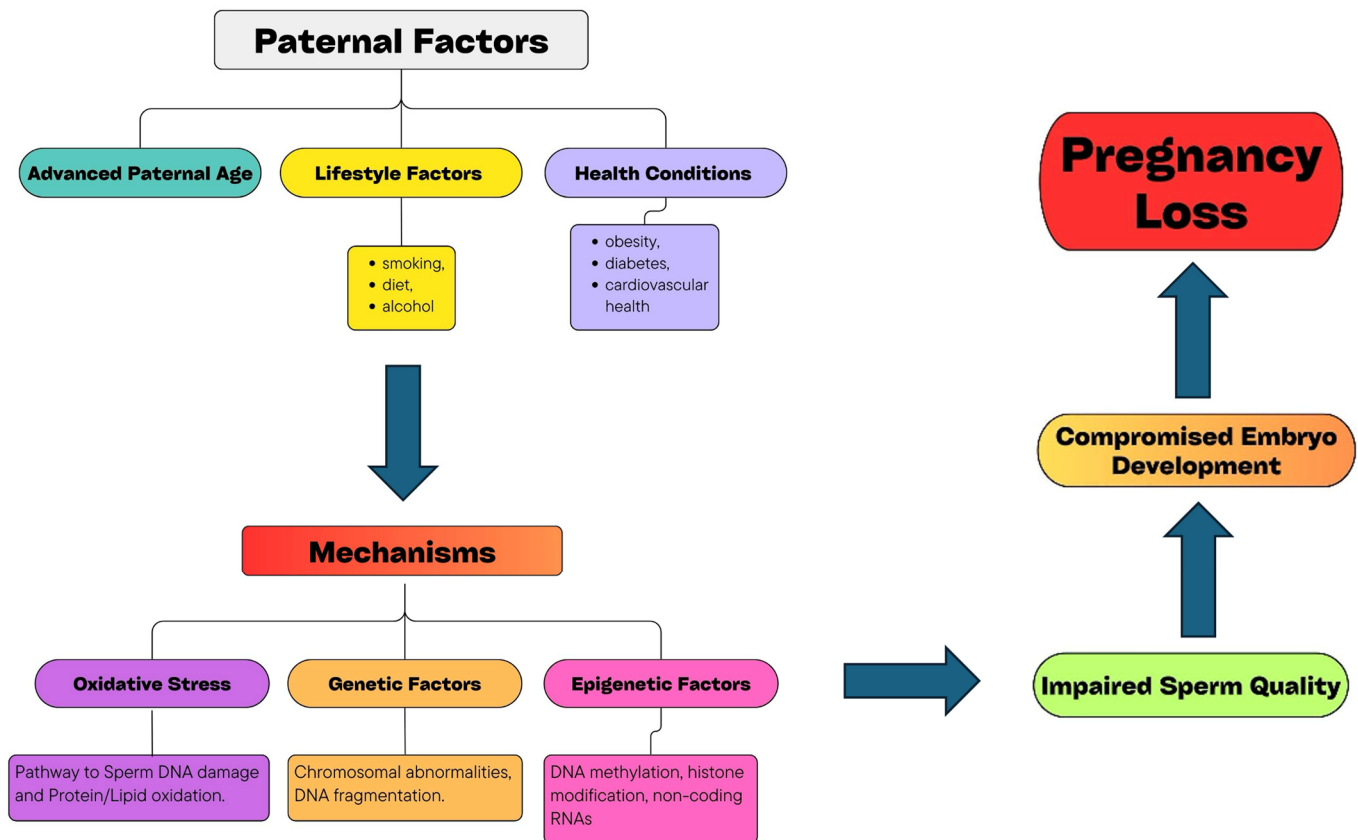 Paternal Factors
Advanced Paternal Age
Lifestyle Factors
Health Conditions
• smoking,
• diet,
• alcohol
• obesity,
• diabetes,
• cardiovascular
health
Mechanisms
Oxidative Stress
Genetic Factors
Epigenetic Factors
Pathway to Sperm DNA damage
and Protein/Lipid oxidation.
Chromosomal abnormalities,
DNA fragmentation.
DNA methylation, histone
modification, non-coding
RNAs
Impaired Sperm Quality
Compromised Embryo
Development
Pregnancy
Loss